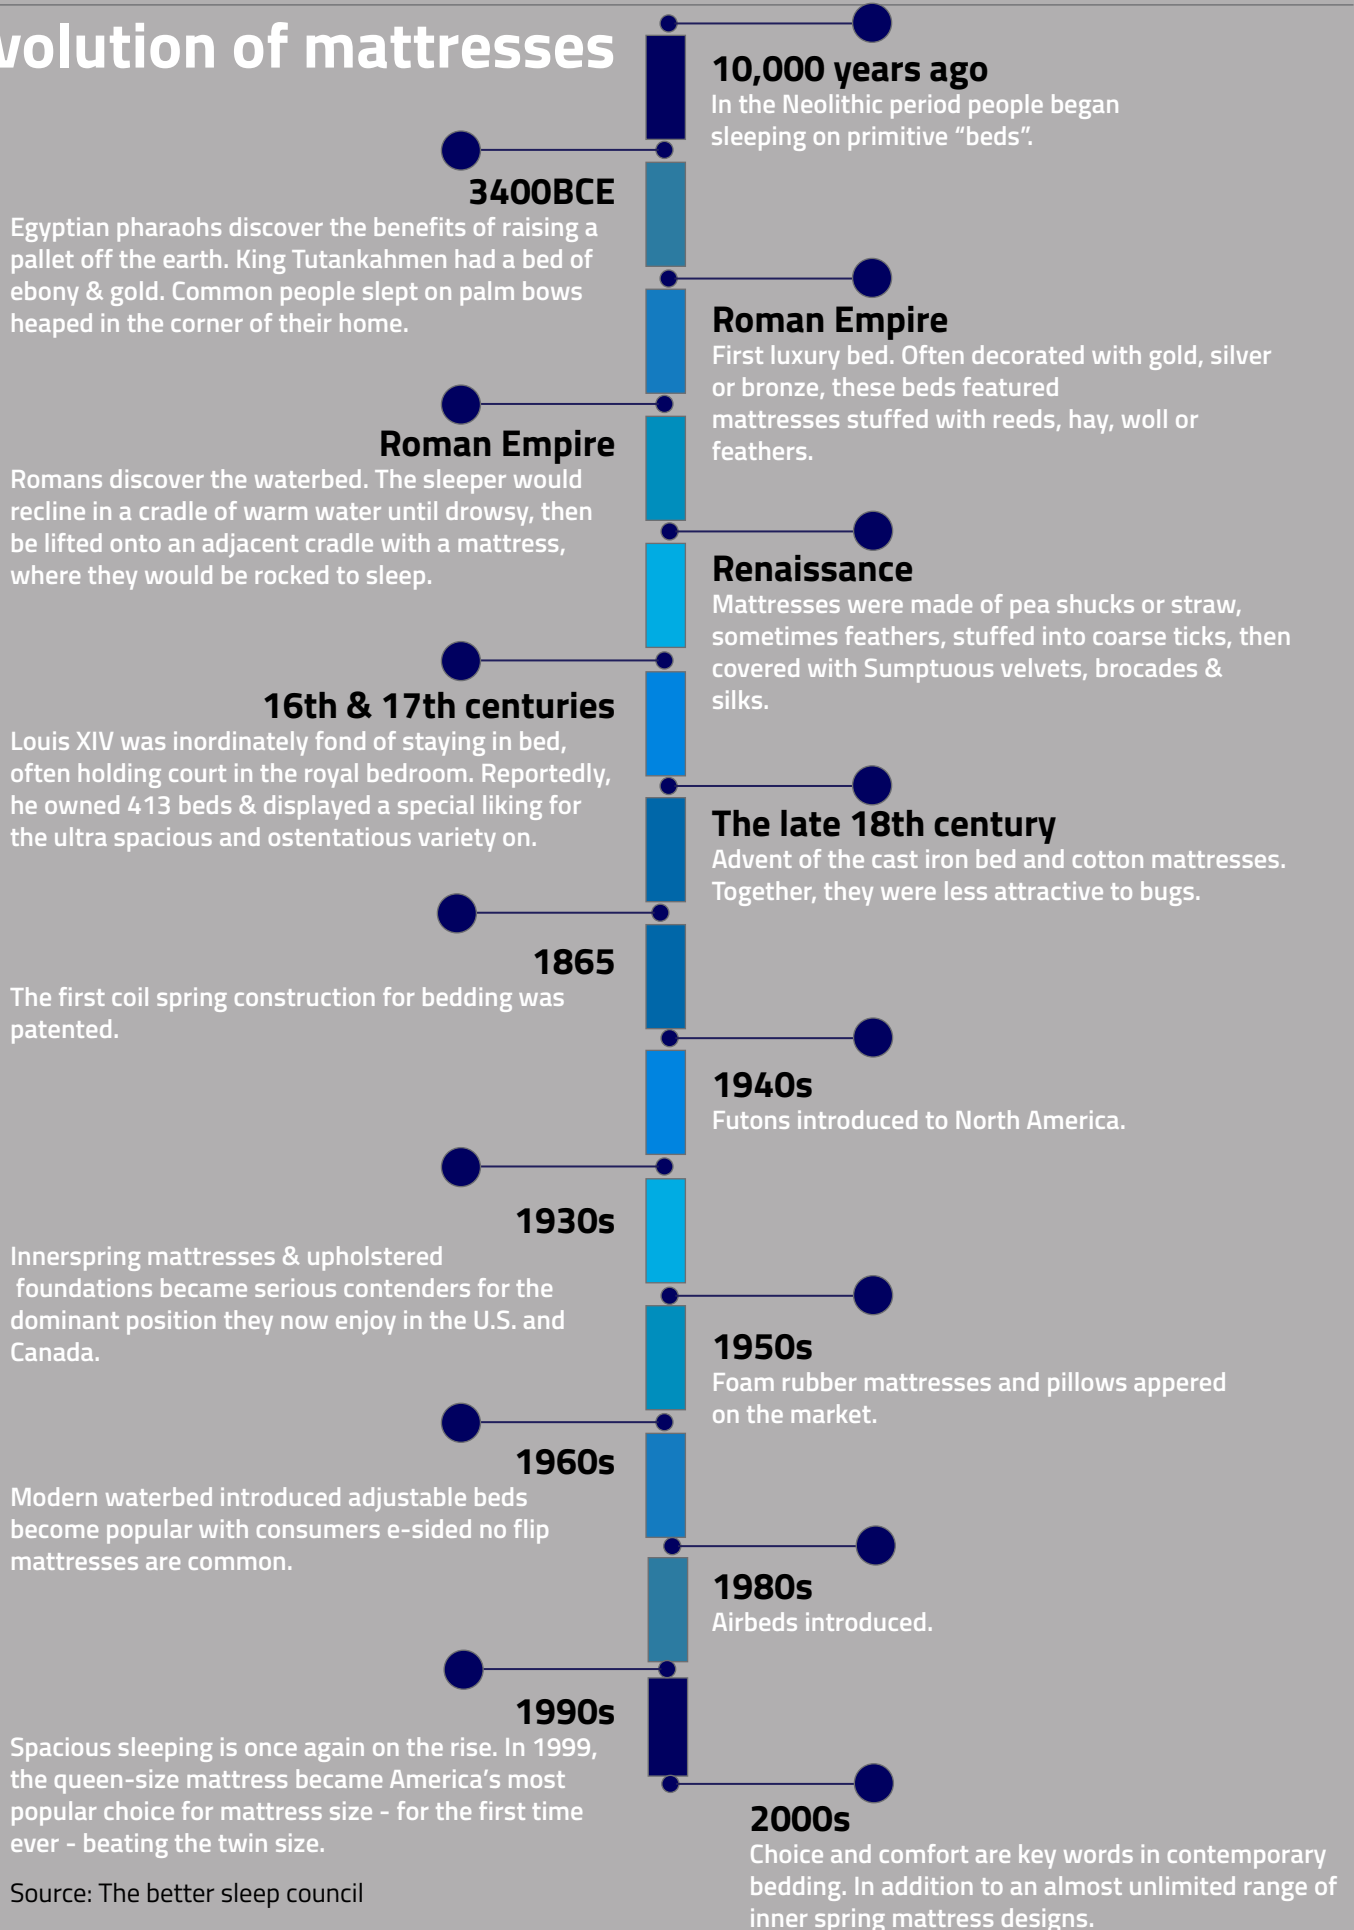 volution of mattresses
10,000 years ago
In the Neolithic period people began
sleeping on primitive “beds”.
3400BCE
Egyptian pharaohs discover the benefits of raising a
pallet off the earth. King Tutankahmen had a bed of
ebony & gold. Common people slept on palm bows
heaped in the corner of their home.
Roman Empire
First luxury bed. Often decorated with gold, silver
or bronze, these beds featured
mattresses stuffed with reeds, hay, woll or
feathers.
Roman Empire
Romans discover the waterbed. The sleeper would
recline in a cradle of warm water until drowsy, then
be lifted onto an adjacent cradle with a mattress,
where they would be rocked to sleep.
Renaissance
Mattresses were made of pea shucks or straw,
sometimes feathers, stuffed into coarse ticks, then
covered with Sumptuous velvets, brocades &
silks.
16th & 17th centuries
Louis XIV was inordinately fond of staying in bed,
often holding court in the royal bedroom. Reportedly,
he owned 413 beds & displayed a special liking for
the ultra spacious and ostentatious variety on.
The late 18th century
Advent of the cast iron bed and cotton mattresses.
Together, they were less attractive to bugs.
1865
The first coil spring construction for bedding was
patented.
1940s
Futons introduced to North America.
1930s
Innerspring mattresses & upholstered
foundations became serious contenders for the
dominant position they now enjoy in the U.S. and
Canada.
1950s
Foam rubber mattresses and pillows appered
on the market.
1960s
Modern waterbed introduced adjustable beds
become popular with consumers e-sided no flip
mattresses are common.
1980s
Airbeds introduced.
1990s
Spacious sleeping is once again on the rise. In 1999,
the queen-size mattress became America’s most
popular choice for mattress size - for the first time
ever - beating the twin size.
2000s
Choice and comfort are key words in contemporary
bedding. In addition to an almost unlimited range of
inner spring mattress designs.
Source: The better sleep council